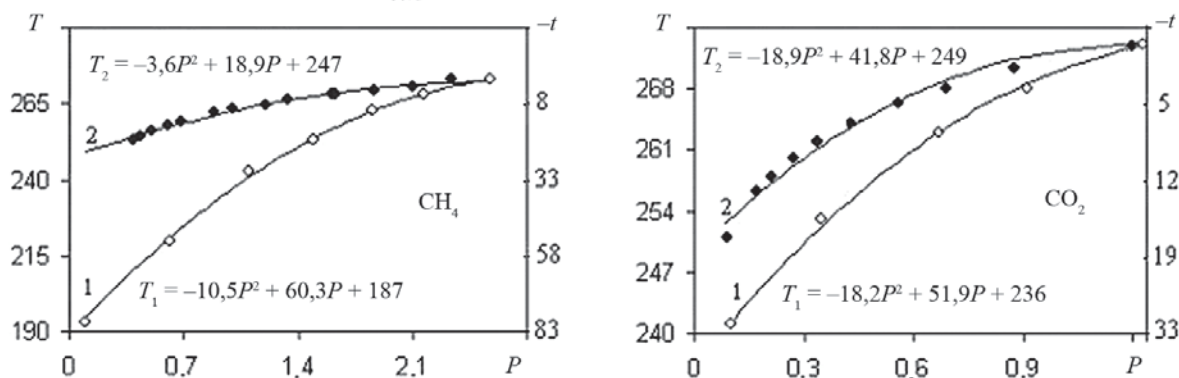 T –t
T₂ = –3,6P² + 18,9P + 247
265 8
2
240 33
CH₄
215 58
1
T₁ = –10,5P² + 60,3P + 187
190 83
0 0,7 1,4 2,1 P
T –t
T₂ = –18,9P² + 41,8P + 249
268 5
261 12
2 CO₂
254
247 19
1
T₁ = –18,2P² + 51,9P + 236
240 33
0 0,3 0,6 0,9 P